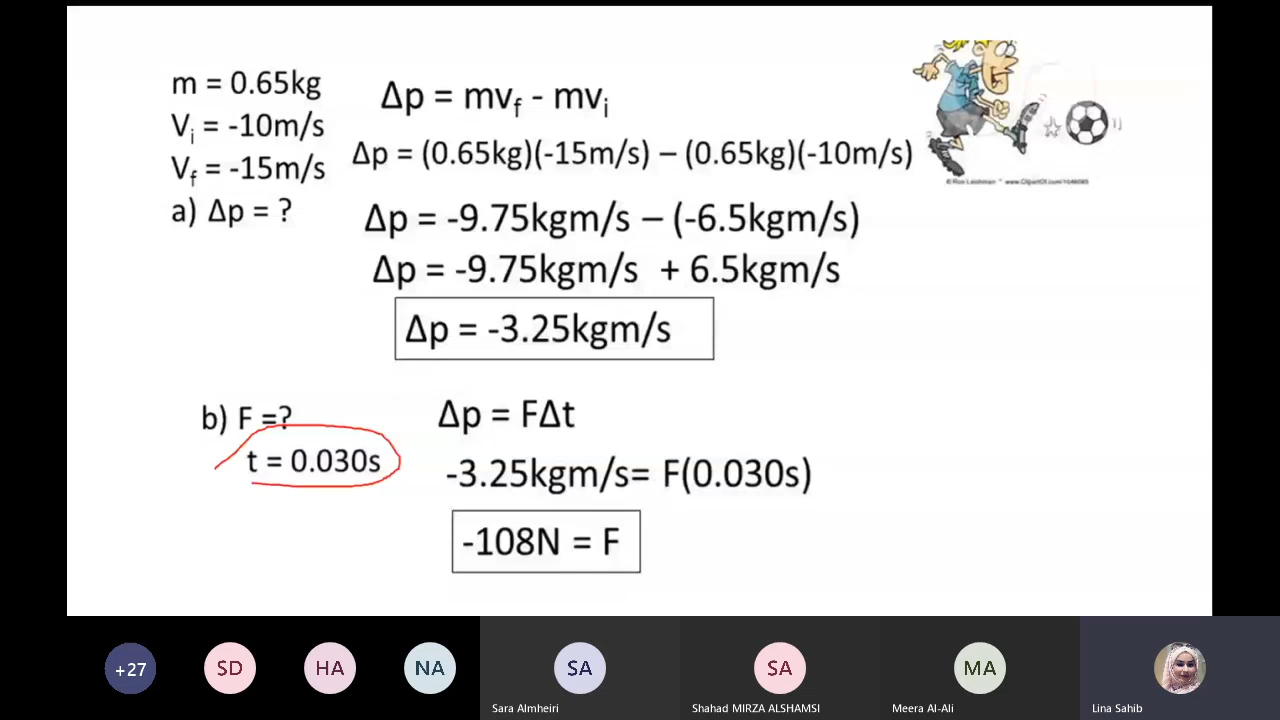 m = 0.65kg
Vi = -10m/s
Vf = -15m/s
a) Δp = ?
Δp = mvf - mvi
Δp = (0.65kg)(-15m/s) – (0.65kg)(-10m/s)
Δp = -9.75kgm/s – (-6.5kgm/s)
Δp = -9.75kgm/s + 6.5kgm/s
Δp = -3.25kgm/s
b) F =?
t = 0.030s
Δp = FΔt
-3.25kgm/s= F(0.030s)
-108N = F
+27
SD
HA
NA
SA
Sara Almheiri
SA
Shahad MIRZA ALSHAMSI
MA
Meera Al-Ali
Lina Sahib